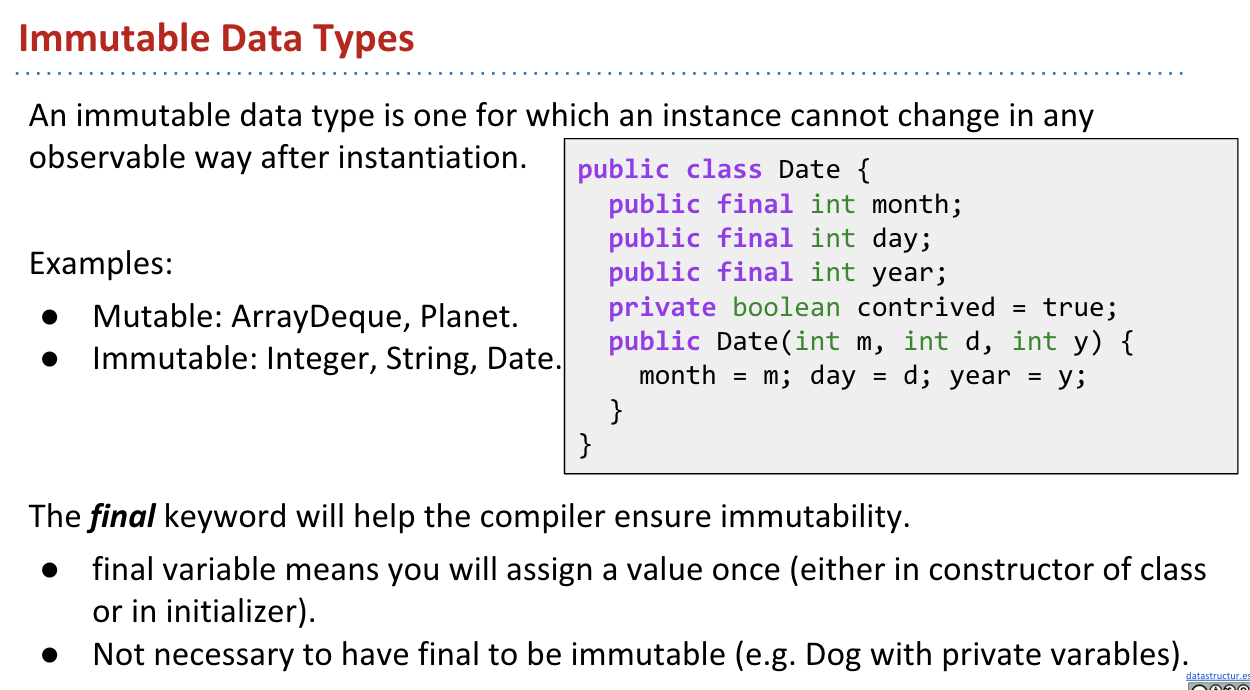 Immutable Data Types
An immutable data type is one for which an instance cannot change in any
observable way after instantiation.
Examples:
● Mutable: ArrayDeque, Planet.
● Immutable: Integer, String, Date.
public class Date {
  public final int month;
  public final int day;
  public final int year;
  private boolean contrived = true;
  public Date(int m, int d, int y) {
    month = m; day = d; year = y;
  }
}
The final keyword will help the compiler ensure immutability.
● final variable means you will assign a value once (either in constructor of class
or in initializer).
● Not necessary to have final to be immutable (e.g. Dog with private varables).
datastructur.es